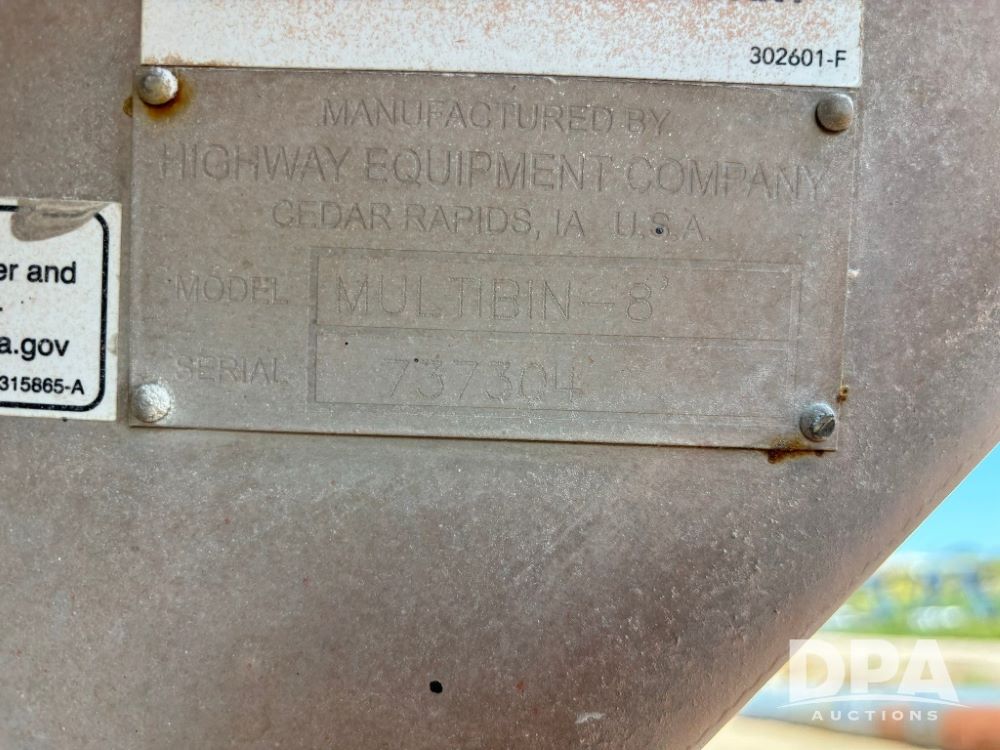 302601-F
MANUFACTURED BY
HIGHWAY EQUIPMENT COMPANY
CEDAR RAPIDS, IA U.S.A.
MODEL MULTIBIN-8'
SERIAL 737304
er and
a.gov
315865-A
DPA
AUCTIONS